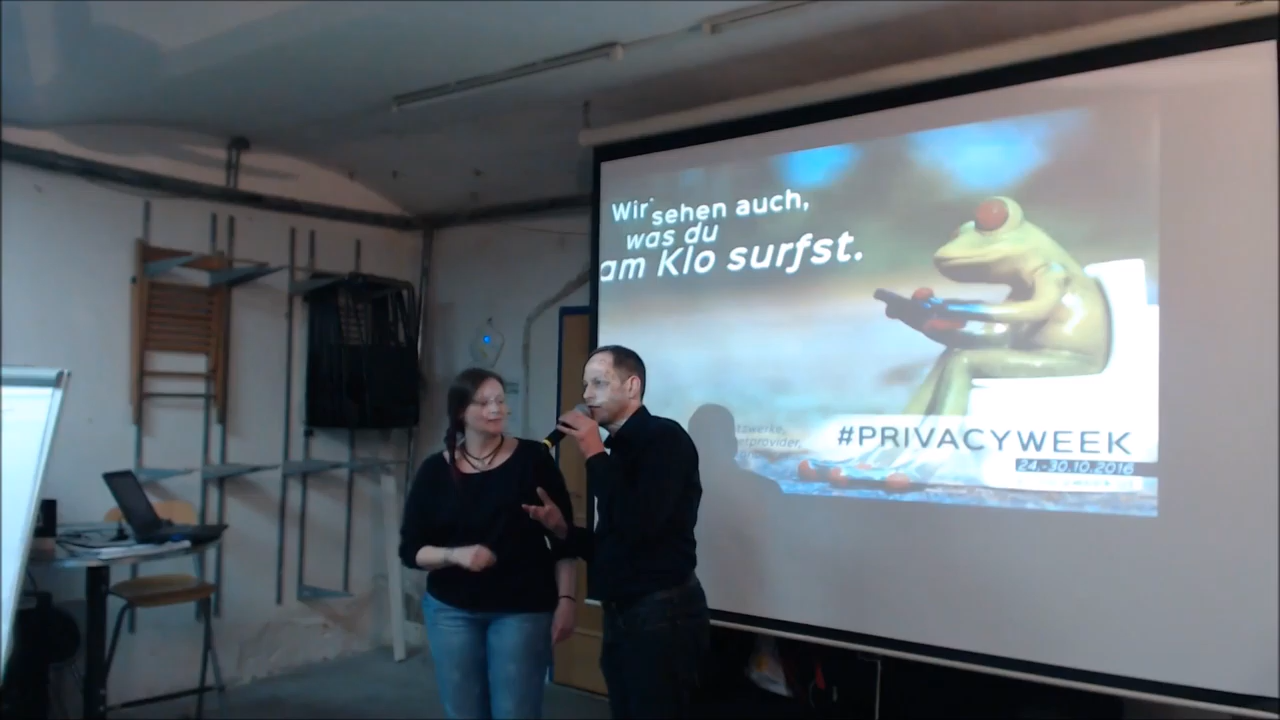 Wir sehen auch,
was du
am Klo surfst.
#PRIVACYWEEK
24.-30.10.2016